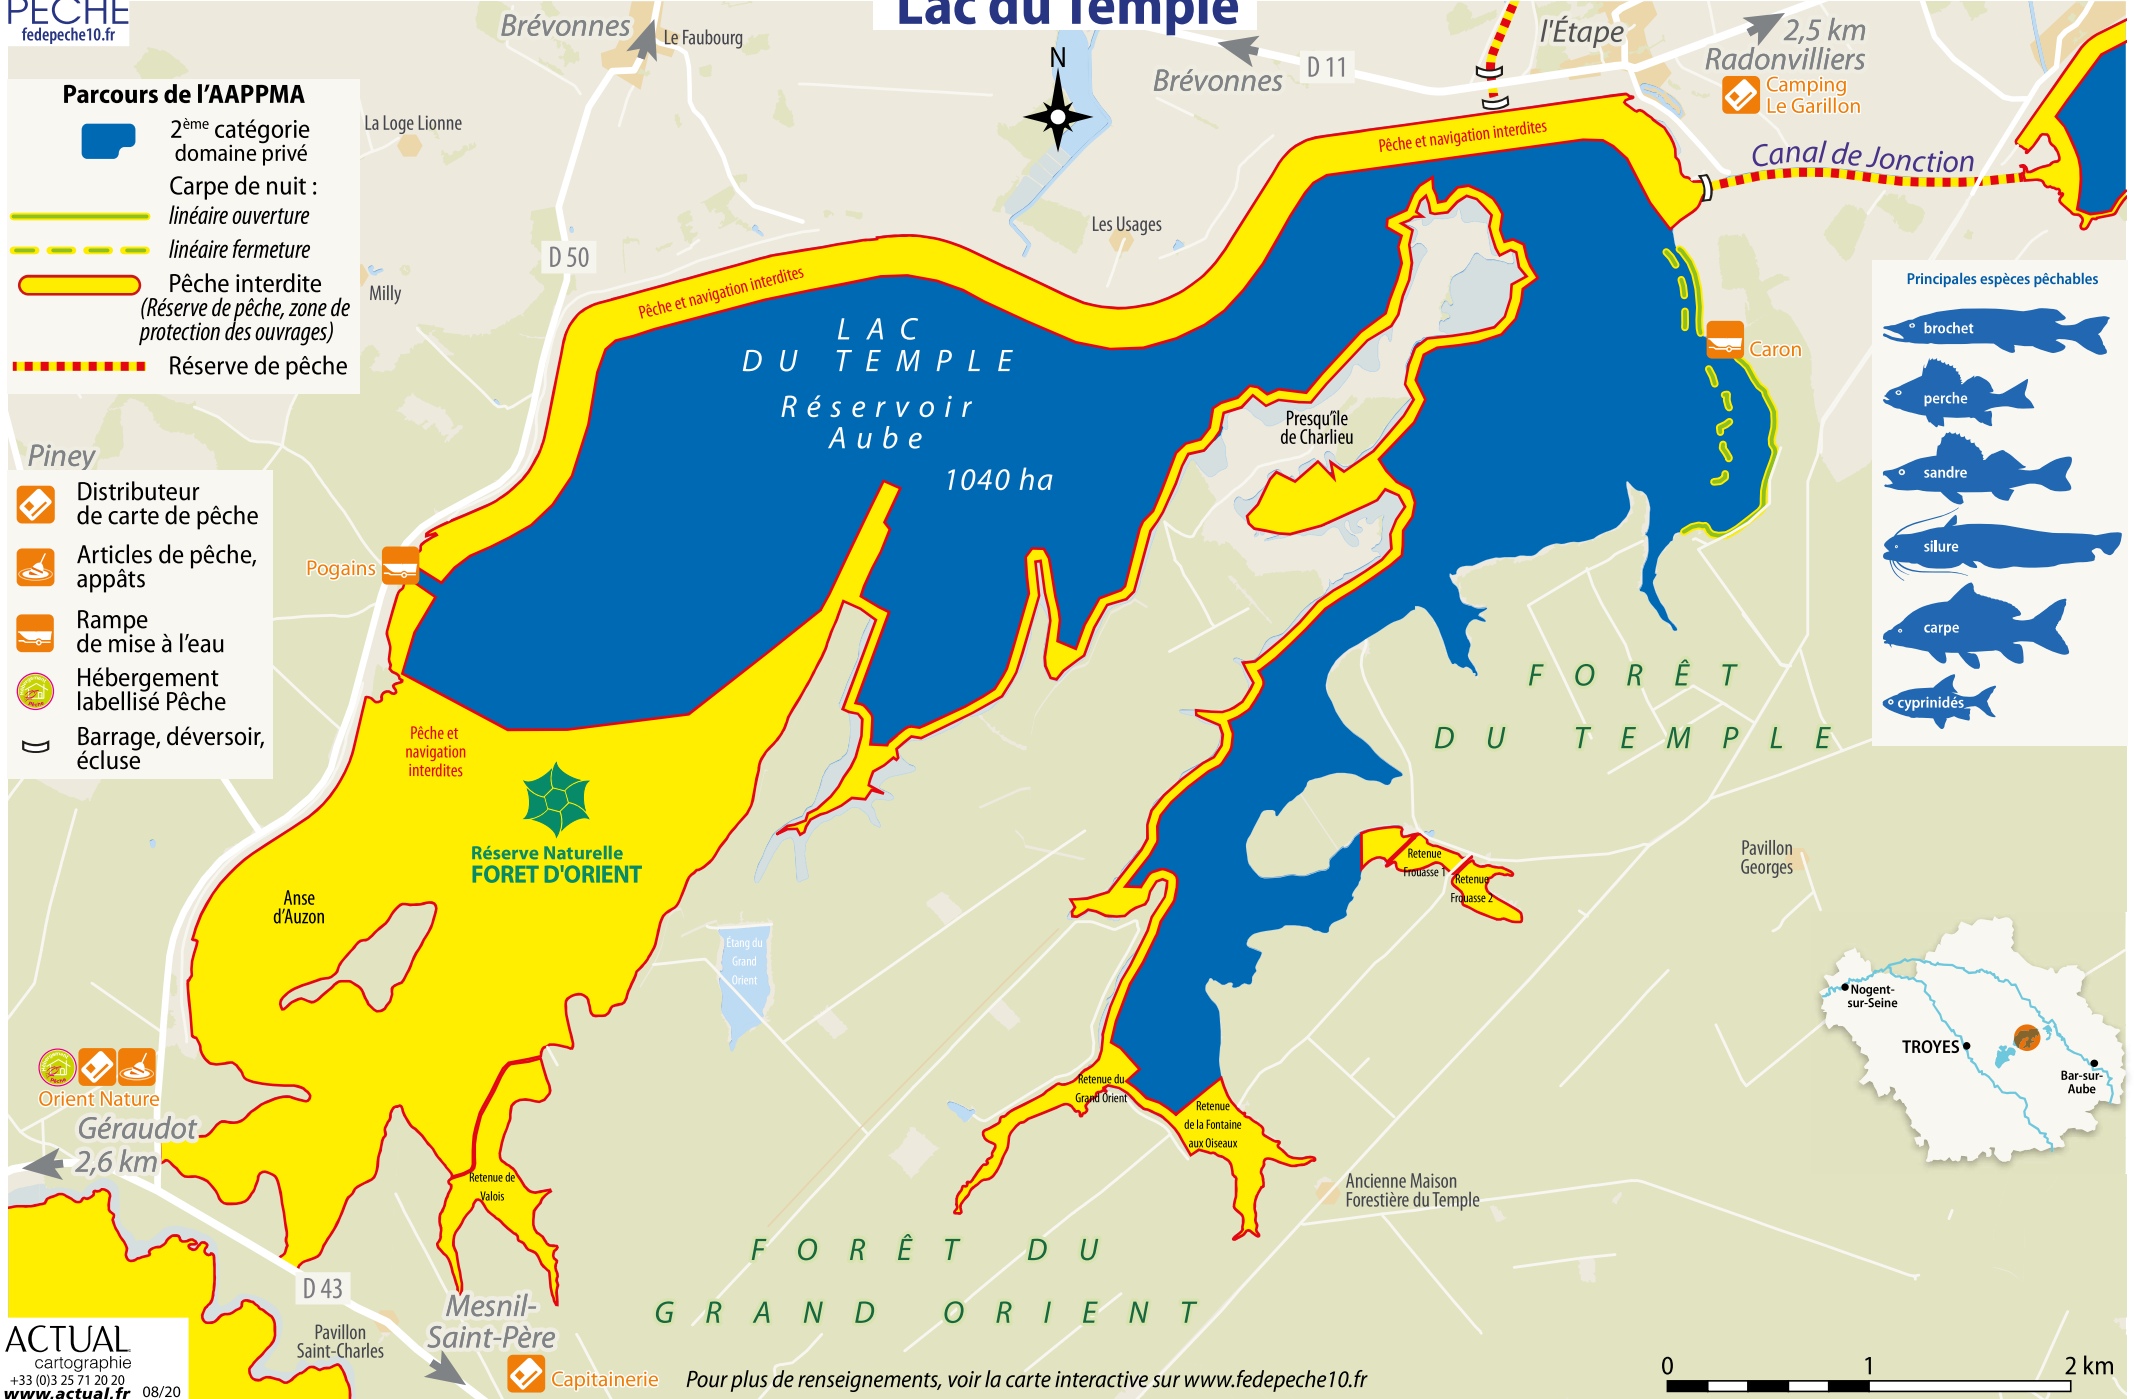 PECHE
fedepeche10.fr
Lac du Temple
Parcours de l'AAPPMA
2ème catégorie
domaine privé
Carpe de nuit :
linéaire ouverture
linéaire fermeture
Pêche interdite
(Réserve de pêche, zone de
protection des ouvrages)
Réserve de pêche
Piney
Distributeur
de carte de pêche
Articles de pêche,
appâts
Rampe
de mise à l'eau
Hébergement
labellisé Pêche
Barrage, déversoir,
écluse
Brévonnes
Le Faubourg
La Loge Lionne
D 50
Milly
N
Brévonnes
D 11
l'Étape
2,5 km
Radonvilliers
Camping
Le Garillon
Canal de Jonction
Les Usages
Pêche et navigation interdites
Pêche et navigation interdites
LAC
DU TEMPLE
Réservoir
Aube
1040 ha
Presqu'île
de Charlieu
Caron
Pogains
Principales espèces pêchables
brochet
perche
sandre
silure
carpe
cyprinidés
FORÊT
DU TEMPLE
Pêche et
navigation
interdites
Réserve Naturelle
FORET D'ORIENT
Anse
d'Auzon
Étang du
Grand
Orient
Retenue
Frouasse 1
Retenue
Frouasse 2
Pavillon
Georges
Nogent-
sur-Seine
TROYES
Bar-sur-
Aube
Orient Nature
Géraudot
2,6 km
Retenue de
Valois
Retenue du
Grand Orient
Retenue
de la Fontaine
aux Oiseaux
Ancienne Maison
Forestière du Temple
FORÊT DU
GRAND ORIENT
D 43
Pavillon
Saint-Charles
Mesnil-
Saint-Père
Capitainerie
Pour plus de renseignements, voir la carte interactive sur www.fedepeche10.fr
0 1 2 km
ACTUAL
cartographie
+33 (0)3 25 71 20 20
www.actual.fr 08/20